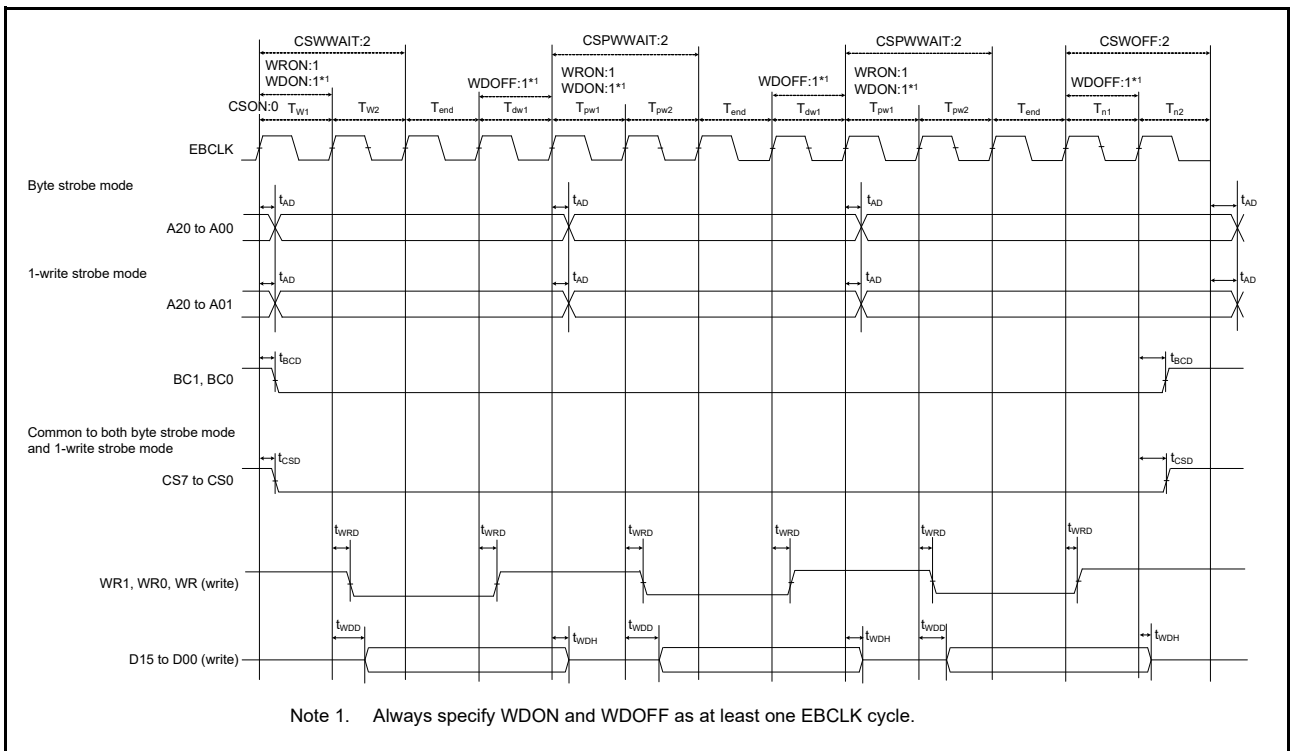 CSWWAIT:2 CSPWWAIT:2 CSPWWAIT:2 CSWOFF:2
WRON:1 WRON:1 WRON:1
WDON:1*1 WDOFF:1*1 WDON:1*1 WDOFF:1*1 WDON:1*1 WDOFF:1*1
CSON:0 TW1 TW2 Tend Tdw1 Tpw1 Tpw2 Tend Tdw1 Tpw1 Tpw2 Tend Tn1 Tn2
EBCLK
Byte strobe mode
tAD tAD tAD tAD
A20 to A00
1-write strobe mode
tAD tAD tAD tAD
A20 to A01
tBCD tBCD
BC1, BC0
Common to both byte strobe mode
and 1-write strobe mode
tCSD tCSD
CS7 to CS0
tWRD tWRD tWRD tWRD tWRD tWRD
WR1, WR0, WR (write)
tWDD tWDH tWDD tWDH tWDD tWDH
D15 to D00 (write)
Note 1. Always specify WDON and WDOFF as at least one EBCLK cycle.